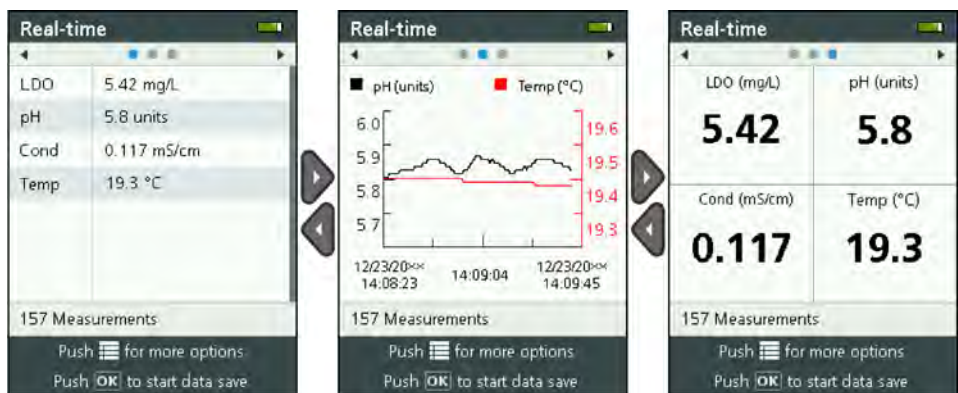 Real-time
LDO 5.42 mg/L
pH 5.8 units
Cond 0.117 mS/cm
Temp 19.3 °C
157 Measurements
Push for more options
Push OK to start data save
Real-time
pH (units) Temp (°C)
6.0 19.6
5.9 19.5
5.8 19.4
5.7 19.3
12/23/20×× 14:09:04 12/23/20××
14:08:23 14:09:45
157 Measurements
Push for more options
Push OK to start data save
Real-time
LDO (mg/L) pH (units)
5.42 5.8
Cond (mS/cm) Temp (°C)
0.117 19.3
157 Measurements
Push for more options
Push OK to start data save